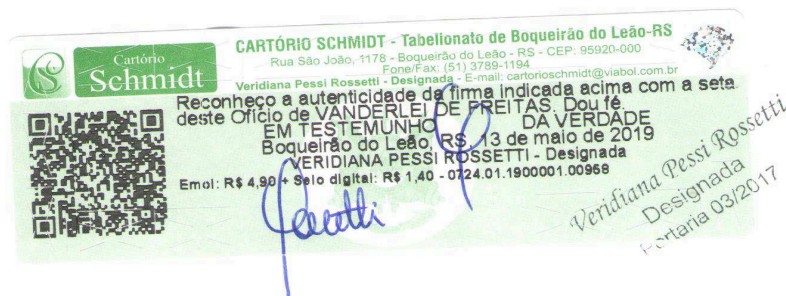 Cartório
Schmidt
CARTÓRIO SCHMIDT - Tabelionato de Boqueirão do Leão-RS
Rua São João, 1178 - Boqueirão do Leão - RS - CEP: 95920-000
Fone/Fax: (51) 3789-1194
Veridiana Pessi Rossetti - Designada - E-mail: cartorioschmidt@viabol.com.br
Reconheço a autenticidade da firma indicada acima com a seta
deste Ofício de VANDERLEI DE FREITAS. Dou fé.
EM TESTEMUNHO DA VERDADE
Boqueirão do Leão, RS, 13 de maio de 2019
VERIDIANA PESSI ROSSETTI - Designada
Emol: R$ 4,90 + Selo digital: R$ 1,40 - 0724.01.1900001.00958
Rossetti
Veridiana Pessi Rossetti
Designada
Portaria 03/2017